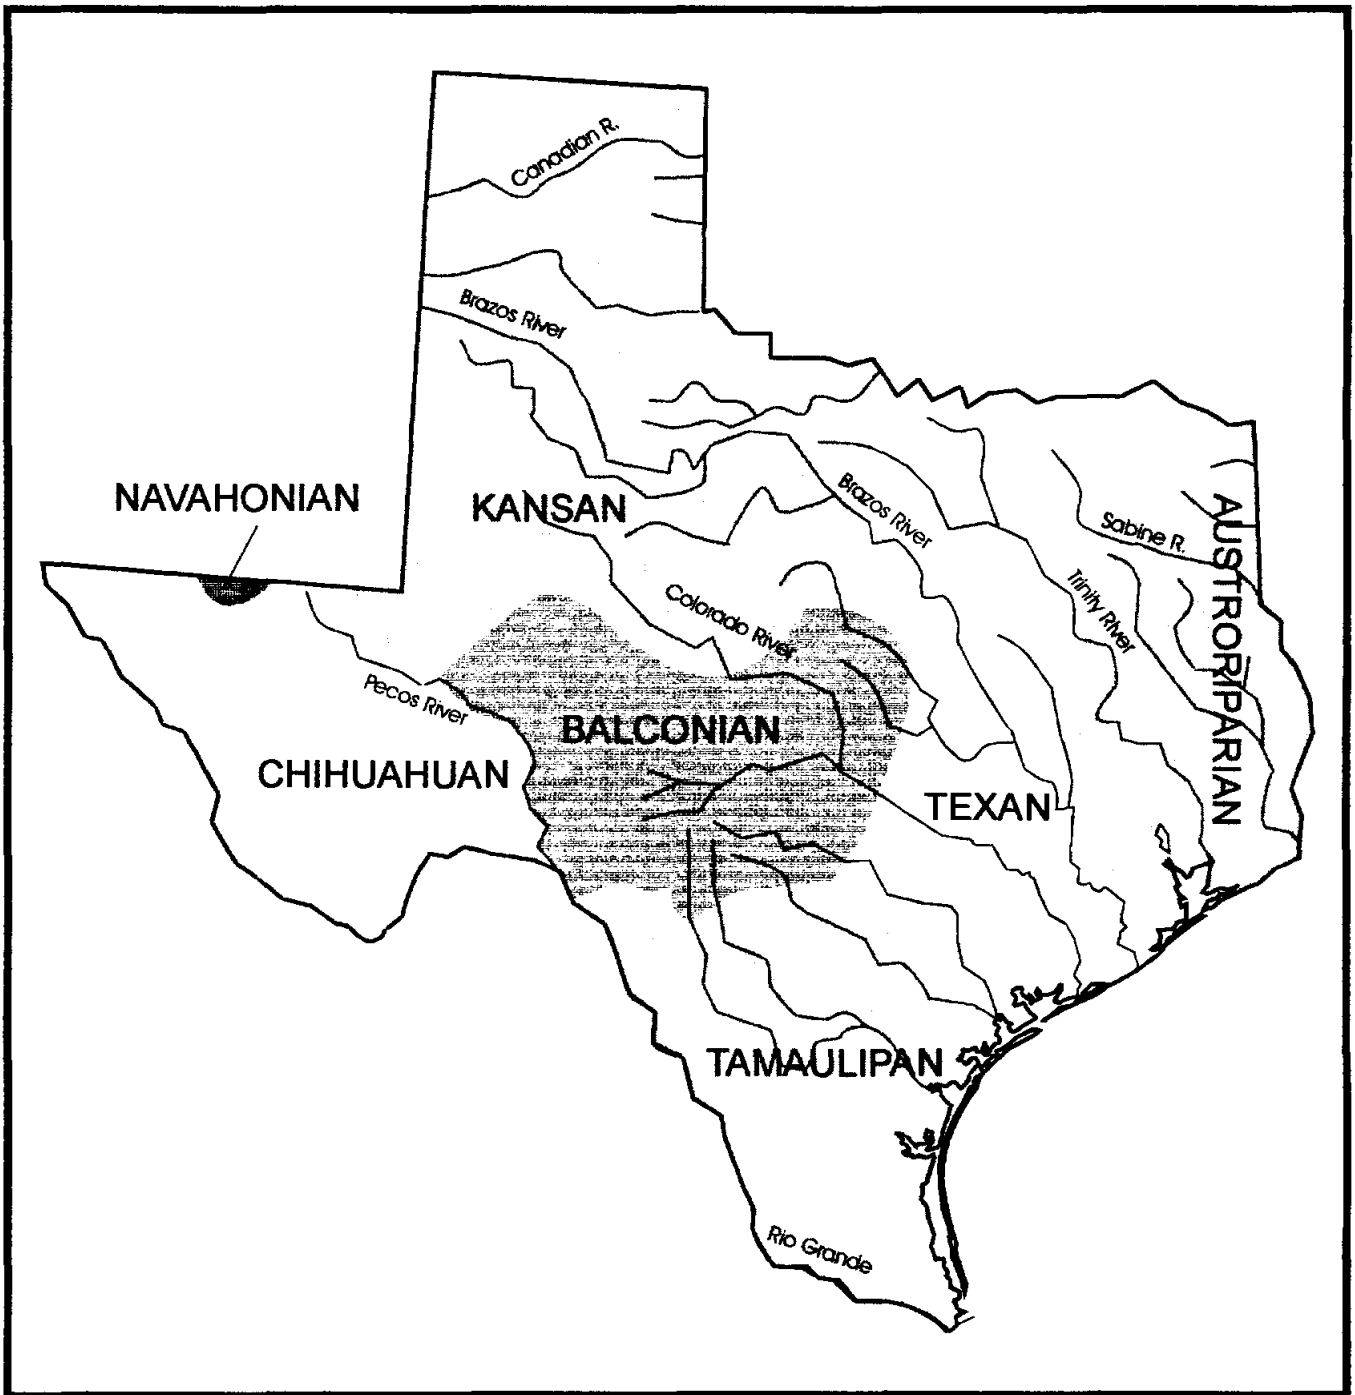 Canadian R.
Brazos River
NAVAHONIAN
KANSAN
Brazos River
Sabine R.
AUSTRORIPARIAN
Trinity River
Colorado River
Pecos River
BALCONIAN
CHIHUAHUAN
TEXAN
TAMAULIPAN
Rio Grande